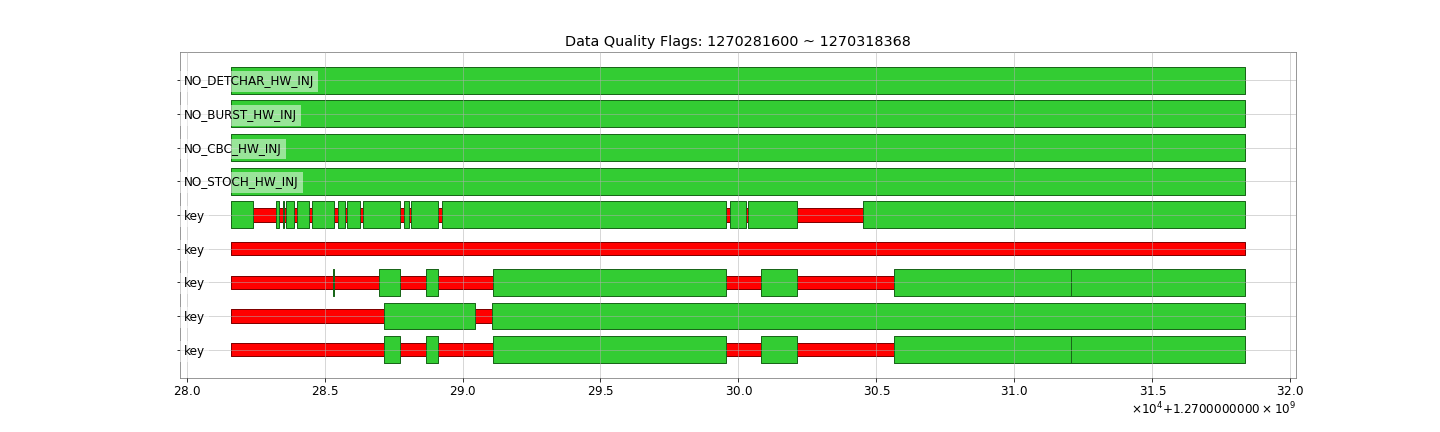 Data Quality Flags: 1270281600 ~ 1270318368
NO_DETCHAR_HW_INJ
NO_BURST_HW_INJ
NO_CBC_HW_INJ
NO_STOCH_HW_INJ
key
key
key
key
key
28.0 28.5 29.0 29.5 30.0 30.5 31.0 31.5 32.0
×10⁴+1.2700000000 × 10⁹